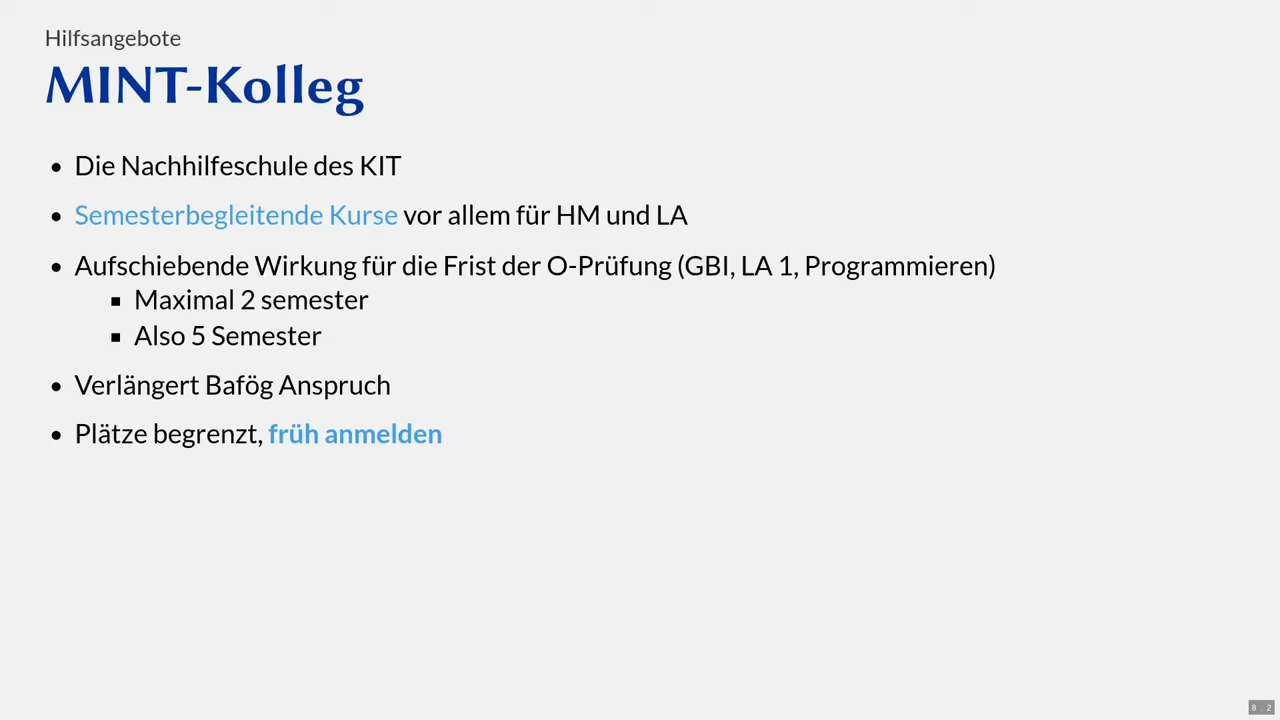 Hilfsangebote
MINT-Kolleg
• Die Nachhilfeschule des KIT
• Semesterbegleitende Kurse vor allem für HM und LA
• Aufschiebende Wirkung für die Frist der O-Prüfung (GBI, LA 1, Programmieren)
▪ Maximal 2 semester
▪ Also 5 Semester
• Verlängert Bafög Anspruch
• Plätze begrenzt, früh anmelden
8 . 2